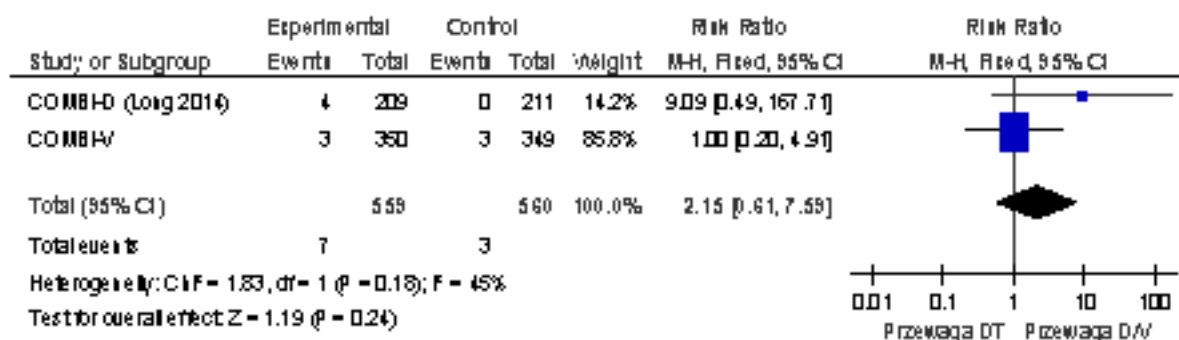 Experimental Control Risk Ratio Risk Ratio
Study or Subgroup Events Total Events Total Weight M-H, Fixed, 95% CI M-H, Fixed, 95% CI
COMBI-D (Long 2014) 4 209 0 211 14.2% 9.09 [0.49, 167.71]
COMBI-V 3 350 3 349 85.8% 1.00 [0.20, 4.91]
Total (95% CI) 559 560 100.0% 2.15 [0.61, 7.59]
Total events 7 3
Heterogeneity: Chi² = 1.83, df = 1 (P = 0.18); I² = 45%
Test for overall effect: Z = 1.19 (P = 0.24)
0.01 0.1 1 10 100
Przewaga DT Przewaga D/V